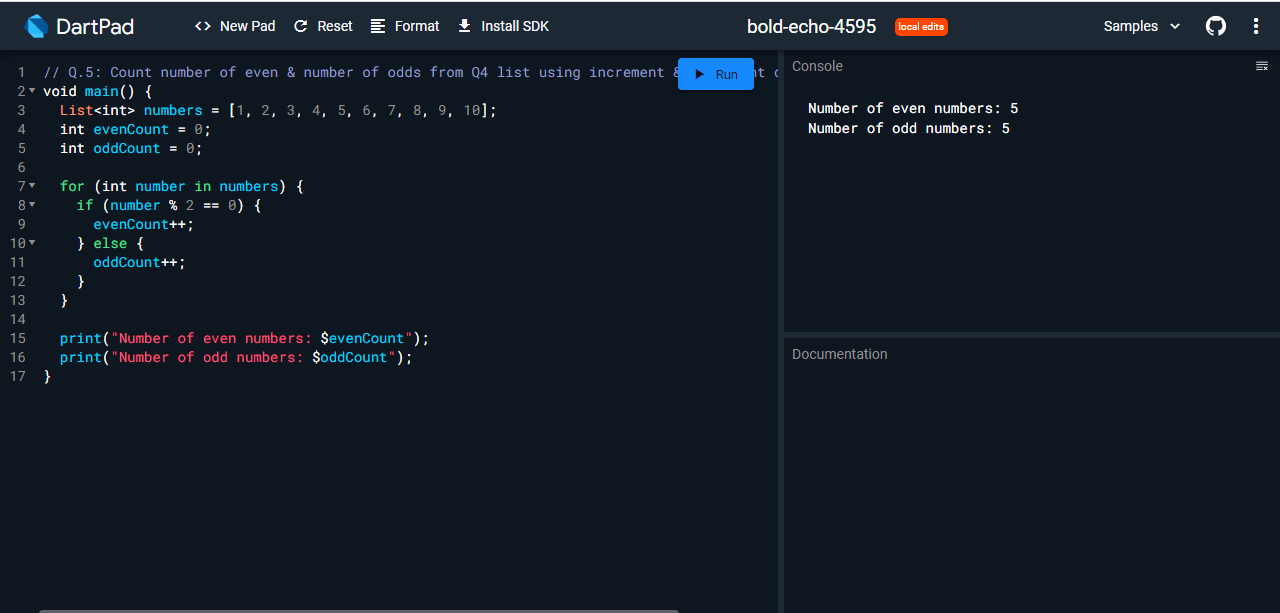 DartPad
<> New Pad
Reset
Format
Install SDK
bold-echo-4595
local edits
Samples
1 // Q.5: Count number of even & number of odds from Q4 list using increment &
Run
2 void main() {
3 List<int> numbers = [1, 2, 3, 4, 5, 6, 7, 8, 9, 10];
4 int evenCount = 0;
5 int oddCount = 0;
6
7 for (int number in numbers) {
8 if (number % 2 == 0) {
9 evenCount++;
10 } else {
11 oddCount++;
12 }
13 }
14
15 print("Number of even numbers: $evenCount");
16 print("Number of odd numbers: $oddCount");
17 }
Console
Number of even numbers: 5
Number of odd numbers: 5
Documentation